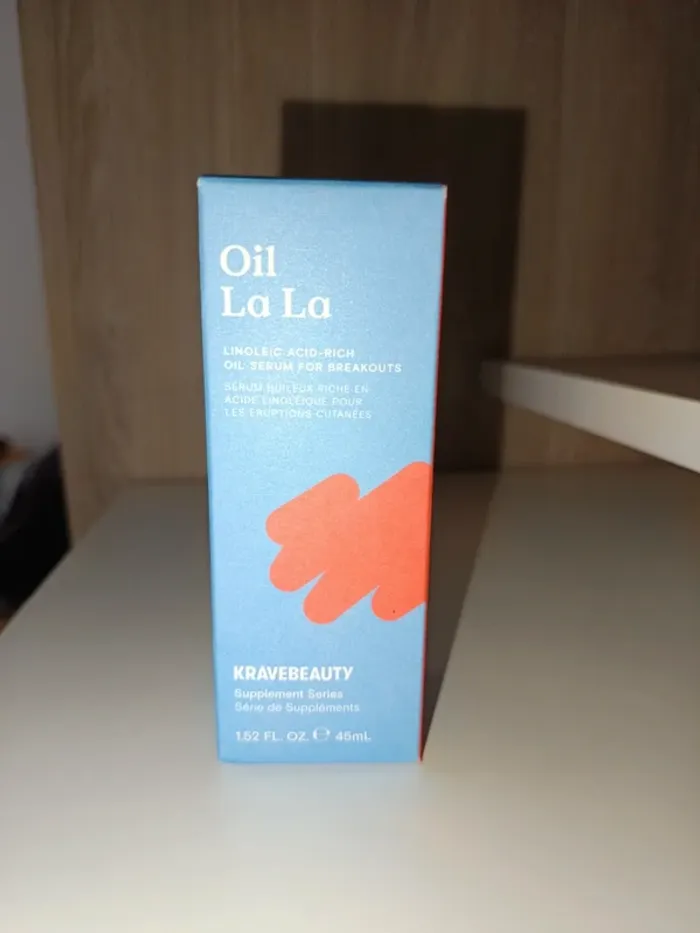 Oil
La La
LINOLEIC ACID-RICH
OIL SERUM FOR BREAKOUTS
SÉRUM HUILEUX RICHE EN
ACIDE LINOLÉIQUE POUR
LES ÉRUPTIONS CUTANÉES
KRAVEBEAUTY
Supplement Series
Série de Suppléments
1.52 FL. OZ. ℮ 45mL